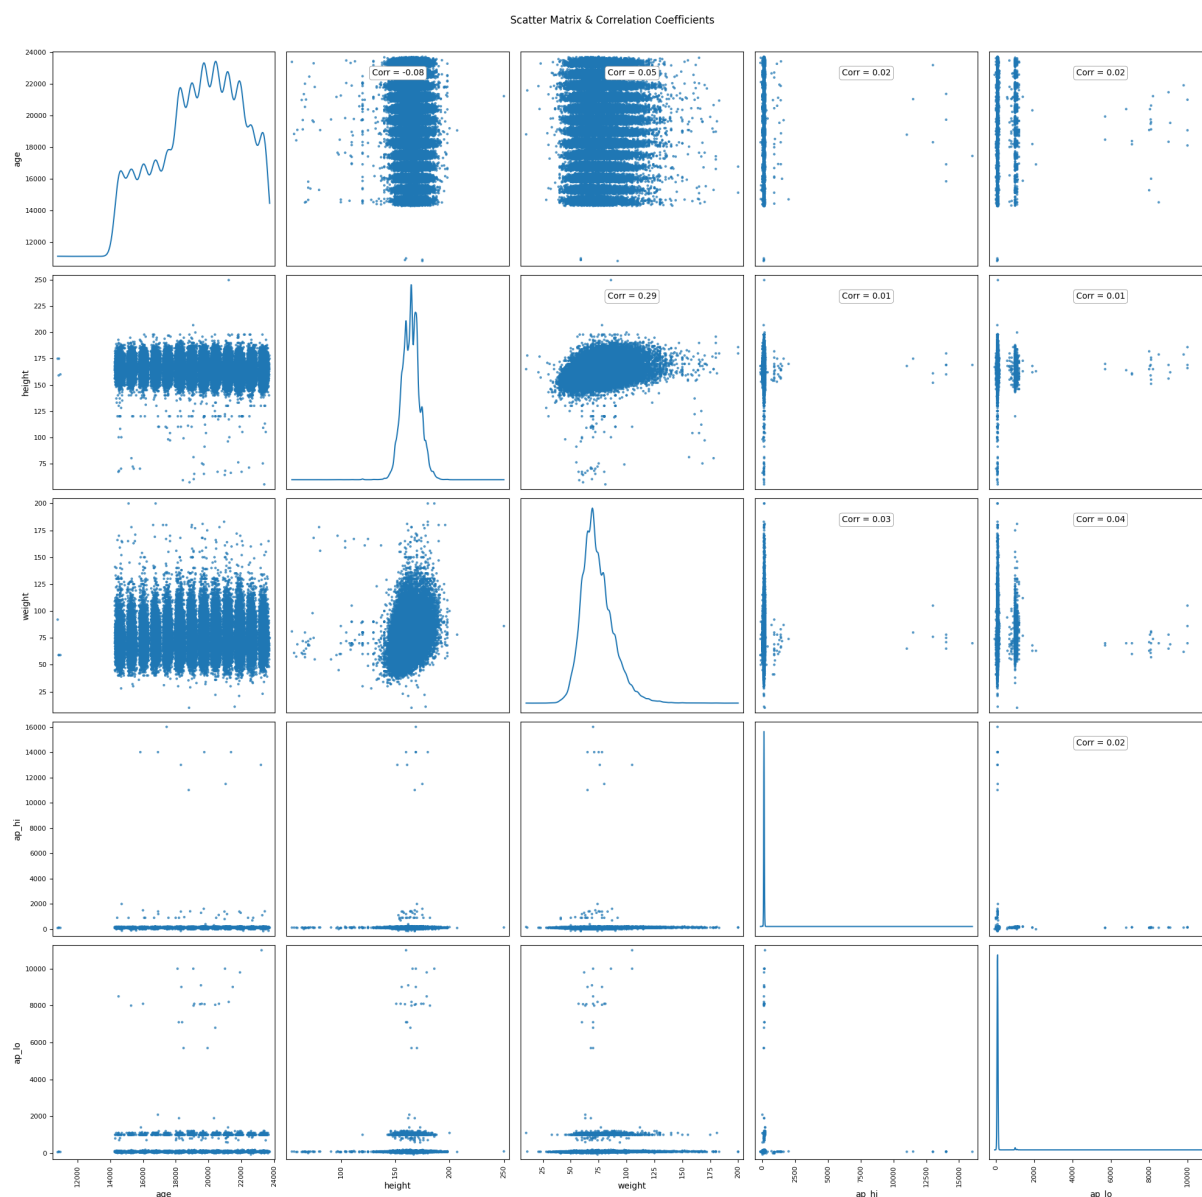 Scatter Matrix & Correlation Coefficients
24000
22000
20000
18000
16000
14000
12000
age
Corr = -0.08
Corr = 0.05
Corr = 0.02
Corr = 0.02
250
225
200
175
150
125
100
75
height
Corr = 0.29
Corr = 0.01
Corr = 0.01
200
175
150
125
100
75
50
25
weight
Corr = 0.03
Corr = 0.04
16000
14000
12000
10000
8000
6000
4000
2000
0
ap_hi
Corr = 0.02
10000
8000
6000
4000
2000
0
ap_lo
12000 14000 16000 18000 20000 22000 24000
age
100 150 200 250
height
25 50 75 100 125 150 175 200
weight
0 2500 5000 7500 10000 12500 15000
ap_hi
0 2000 4000 6000 8000 10000
ap_lo